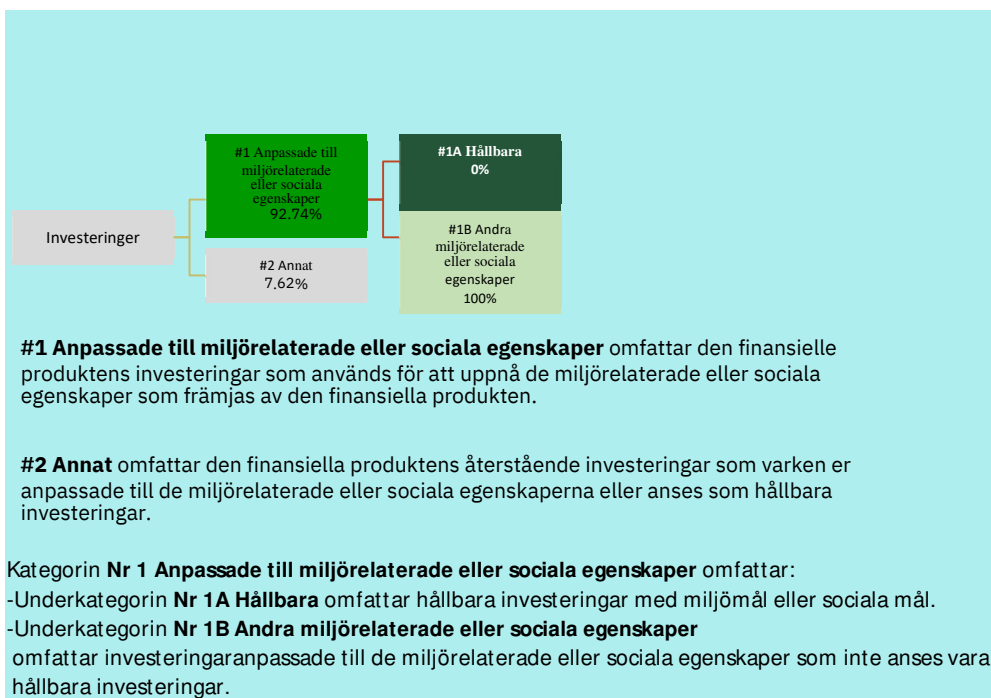 #1 Anpassade till
miljörelaterade
eller sociala
egenskaper
92.74%
#1A Hållbara
0%
Investeringer
#2 Annat
7.62%
#1B Andra
miljörelaterade
eller sociala
egenskaper
100%
#1 Anpassade till miljörelaterade eller sociala egenskaper omfattar den finansielle
produktens investeringar som används för att uppnå de miljörelaterade eller sociala
egenskaper som främjas av den finansiella produkten.
#2 Annat omfattar den finansiella produktens återstående investeringar som varken er
anpassade till de miljörelaterade eller sociala egenskaperna eller anses som hållbara
investeringar.
Kategorin Nr 1 Anpassade till miljörelaterade eller sociala egenskaper omfattar:
-Underkategorin Nr 1A Hållbara omfattar hållbara investeringar med miljömål eller sociala mål.
-Underkategorin Nr 1B Andra miljörelaterade eller sociala egenskaper
omfattar investeringaranpassade till de miljörelaterade eller sociala egenskaper som inte anses vara
hållbara investeringar.